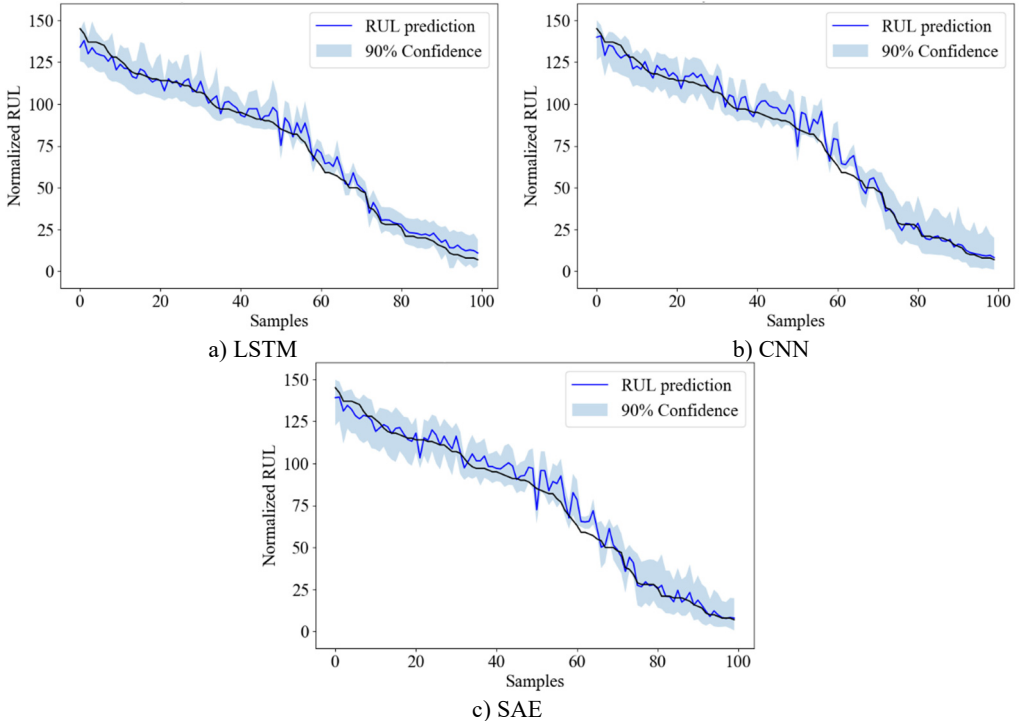 150
125
100
75
50
25
0
Normalized RUL
RUL prediction
90% Confidence
0 20 40 60 80 100
Samples
a) LSTM
150
125
100
75
50
25
0
Normalized RUL
RUL prediction
90% Confidence
0 20 40 60 80 100
Samples
b) CNN
150
125
100
75
50
25
0
Normalized RUL
RUL prediction
90% Confidence
0 20 40 60 80 100
Samples
c) SAE